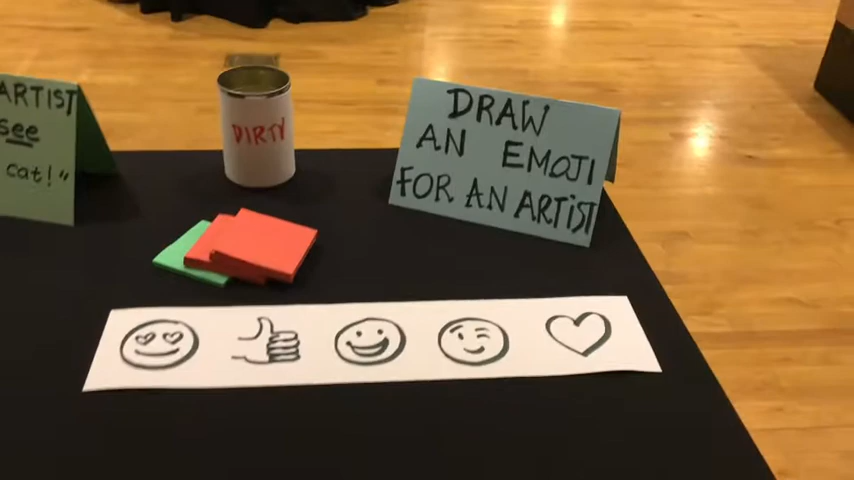 ARTIST
see
cat!"
DIRTY
DRAW
AN EMOJI
FOR AN ARTIST